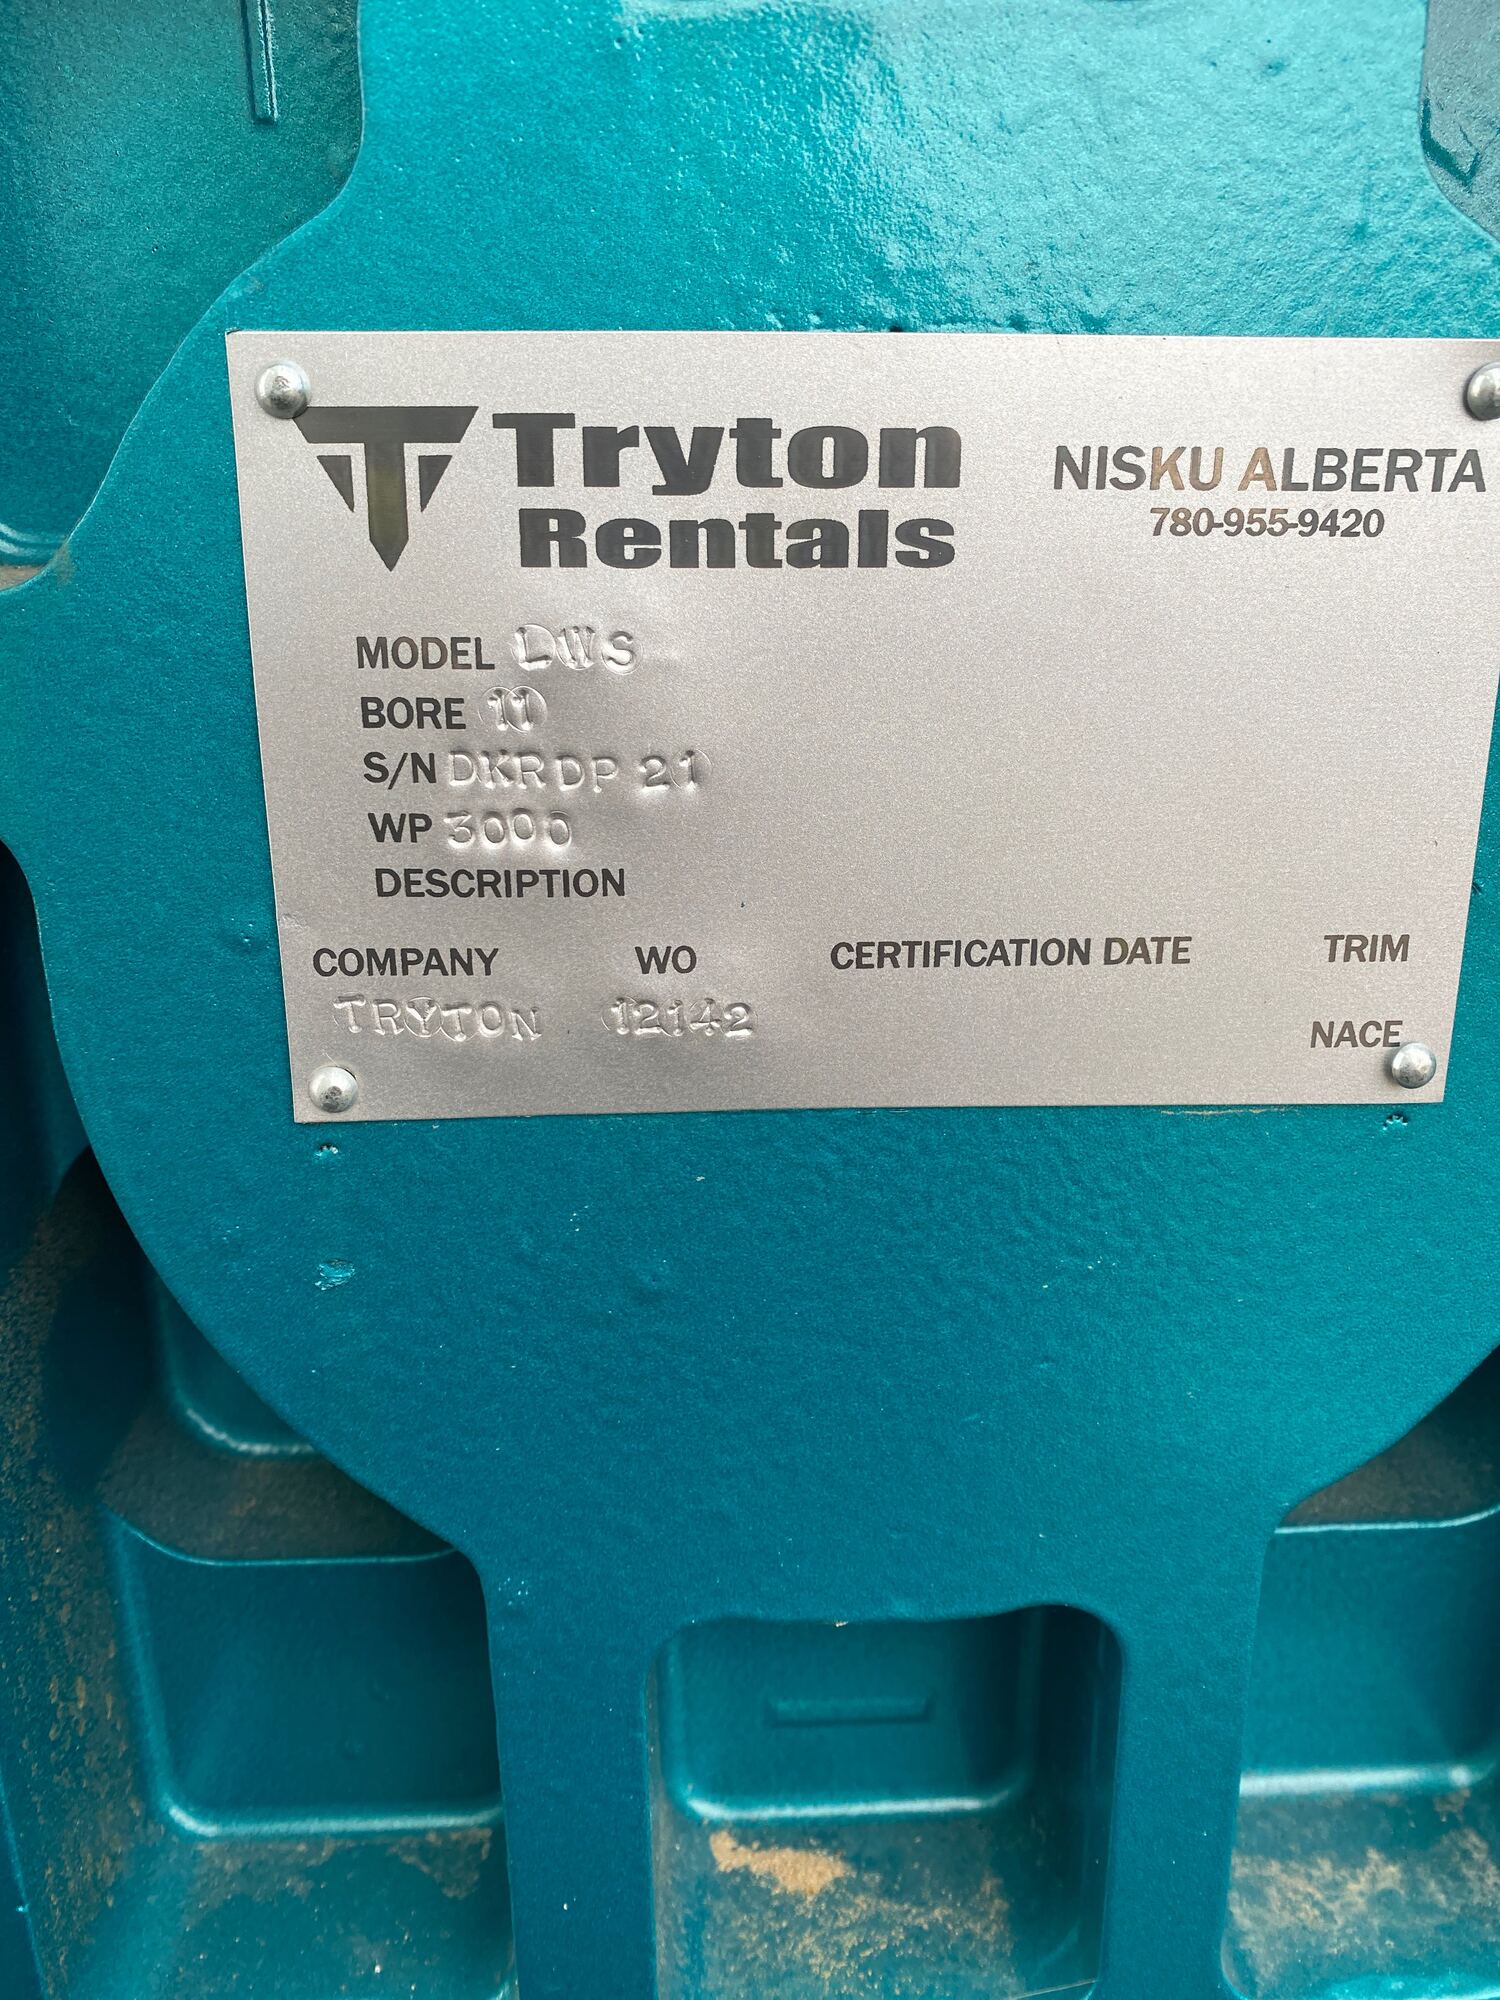 Tryton
Rentals
NISKU ALBERTA
780-955-9420
MODEL LWS
BORE 11
S/N DKRDP 21
WP 3000
DESCRIPTION
COMPANY WO CERTIFICATION DATE TRIM
TRYTON 12142
NACE